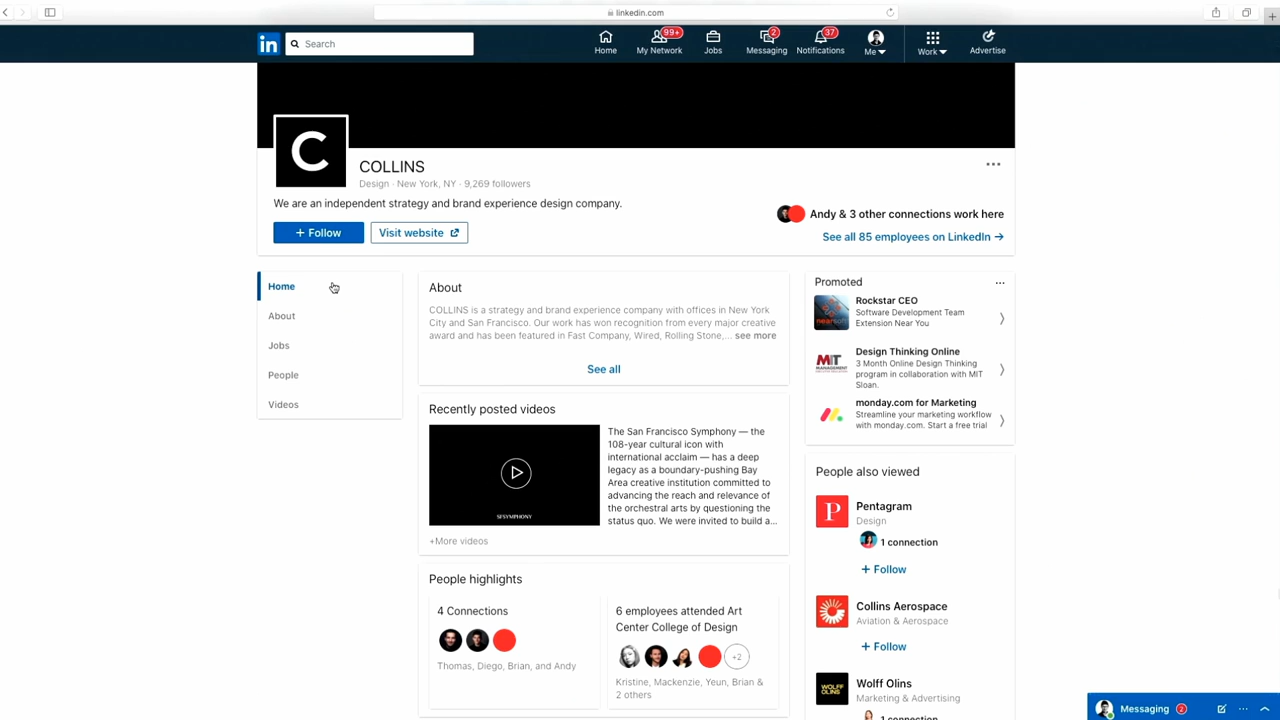 linkedin.com
in
Search
99+
2
37
Home
My Network
Jobs
Messaging
Notifications
Me
Work
Advertise
C
COLLINS
Design · New York, NY · 9,269 followers
We are an independent strategy and brand experience design company.
Andy & 3 other connections work here
+ Follow
Visit website
See all 85 employees on LinkedIn →
Home
About
Jobs
People
Videos
About
COLLINS is a strategy and brand experience company with offices in New York
City and San Francisco. Our work has won recognition from every major creative
award and has been featured in Fast Company, Wired, Rolling Stone,... see more
See all
Recently posted videos
SFSYMPHONY
The San Francisco Symphony — the
108-year cultural icon with
international acclaim — has a deep
legacy as a boundary-pushing Bay
Area creative institution committed to
advancing the reach and relevance of
the orchestral arts by questioning the
status quo. We were invited to build a...
+More videos
People highlights
4 Connections
Thomas, Diego, Brian, and Andy
6 employees attended Art
Center College of Design
+2
Kristine, Mackenzie, Yeun, Brian &
2 others
Promoted
nearsoft
Rockstar CEO
Software Development Team
Extension Near You
MIT
MANAGEMENT
Design Thinking Online
3 Month Online Design Thinking
program in collaboration with MIT
Sloan.
monday.com for Marketing
Streamline your marketing workflow
with monday.com. Start a free trial
People also viewed
P
Pentagram
Design
1 connection
+ Follow
Collins Aerospace
Aviation & Aerospace
+ Follow
WOLFF
OLINS
Wolff Olins
Marketing & Advertising
1 connection
Messaging 2